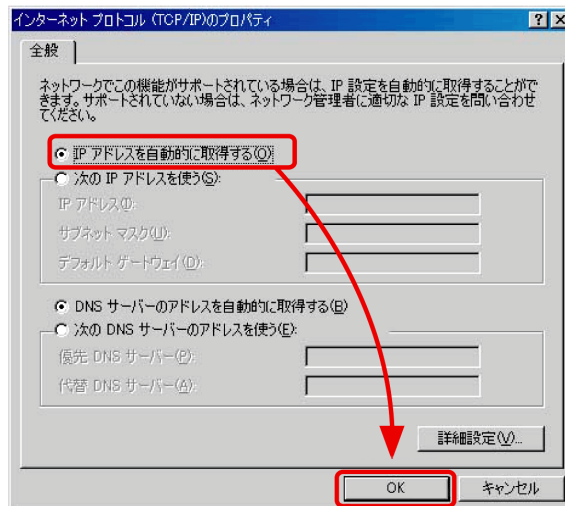 インターネット プロトコル (TCP/IP)のプロパティ
全般
ネットワークでこの機能がサポートされている場合は、IP 設定を自動的に取得することがで
きます。サポートされていない場合は、ネットワーク管理者に適切な IP 設定を問い合わせ
てください。
IP アドレスを自動的に取得する(O)
次の IP アドレスを使う(S):
IP アドレス(I):
サブネット マスク(U):
デフォルト ゲートウェイ(D):
DNS サーバーのアドレスを自動的に取得する(B)
次の DNS サーバーのアドレスを使う(E):
優先 DNS サーバー(P):
代替 DNS サーバー(A):
詳細設定(V)...
OK
キャンセル